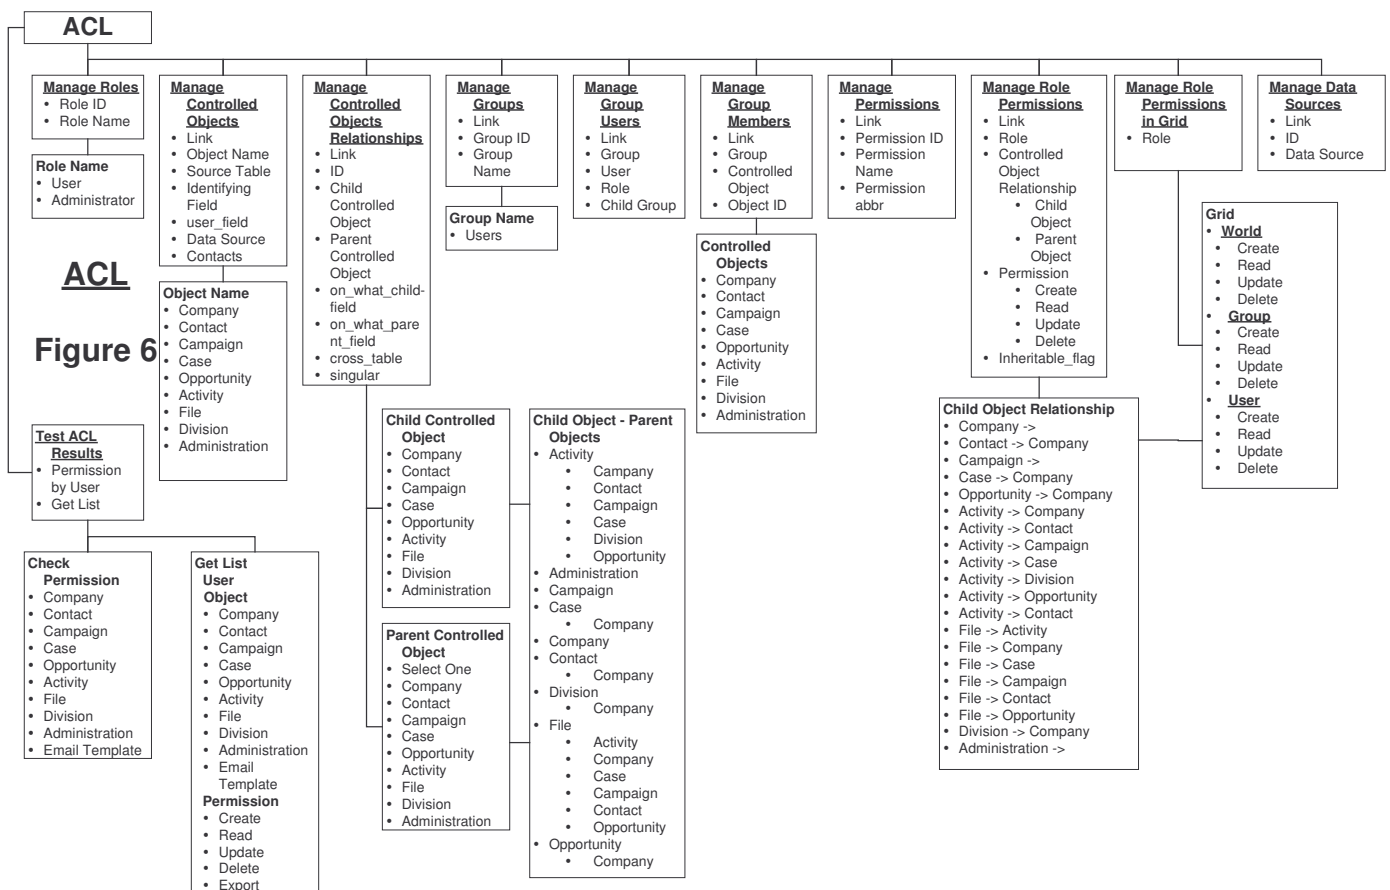 ACL
Manage Roles
• Role ID
• Role Name
Role Name
• User
• Administrator
Manage
Controlled
Objects
• Link
• Object Name
• Source Table
• Identifying
Field
• user_field
• Data Source
• Contacts
Object Name
• Company
• Contact
• Campaign
• Case
• Opportunity
• Activity
• File
• Division
• Administration
Manage
Controlled
Objects
Relationships
• Link
• ID
• Child
Controlled
Object
• Parent
Controlled
Object
• on_what_child-
field
• on_what_pare
nt_field
• cross_table
• singular
Manage
Groups
• Link
• Group ID
• Group
Name
Group Name
• Users
Manage
Group
Users
• Link
• Group
• User
• Role
• Child Group
Manage
Group
Members
• Link
• Group
• Controlled
Object
• Object ID
Controlled
Objects
• Company
• Contact
• Campaign
• Case
• Opportunity
• Activity
• File
• Division
• Administration
Manage
Permissions
• Link
• Permission ID
• Permission
Name
• Permission
abbr
Manage Role
Permissions
• Link
• Role
• Controlled
Object
Relationship
• Child
Object
• Parent
Object
• Permission
• Create
• Read
• Update
• Delete
• Inheritable_flag
Manage Role
Permissions
in Grid
• Role
Manage Data
Sources
• Link
• ID
• Data Source
Grid
• World
• Create
• Read
• Update
• Delete
• Group
• Create
• Read
• Update
• Delete
• User
• Create
• Read
• Update
• Delete
ACL
Figure 6
Test ACL
Results
• Permission
by User
• Get List
Check
Permission
• Company
• Contact
• Campaign
• Case
• Opportunity
• Activity
• File
• Division
• Administration
• Email Template
Get List
User
Object
• Company
• Contact
• Campaign
• Case
• Opportunity
• Activity
• File
• Division
• Administration
• Email
Template
Permission
• Create
• Read
• Update
• Delete
• Export
Child Controlled
Object
• Company
• Contact
• Campaign
• Case
• Opportunity
• Activity
• File
• Division
• Administration
Parent Controlled
Object
• Select One
• Company
• Contact
• Campaign
• Case
• Opportunity
• Activity
• File
• Division
• Administration
Child Object - Parent
Objects
• Activity
• Campany
• Contact
• Campaign
• Case
• Division
• Opportunity
• Administration
• Campaign
• Case
• Company
• Company
• Contact
• Company
• Division
• Company
• File
• Activity
• Company
• Case
• Campaign
• Contact
• Opportunity
• Opportunity
• Company
Child Object Relationship
• Company ->
• Contact -> Company
• Campaign ->
• Case -> Company
• Opportunity -> Company
• Activity -> Company
• Activity -> Contact
• Activity -> Campaign
• Activity -> Case
• Activity -> Division
• Activity -> Opportunity
• Activity -> Contact
• File -> Activity
• File -> Company
• File -> Case
• File -> Campaign
• File -> Contact
• File -> Opportunity
• Division -> Company
• Administration ->